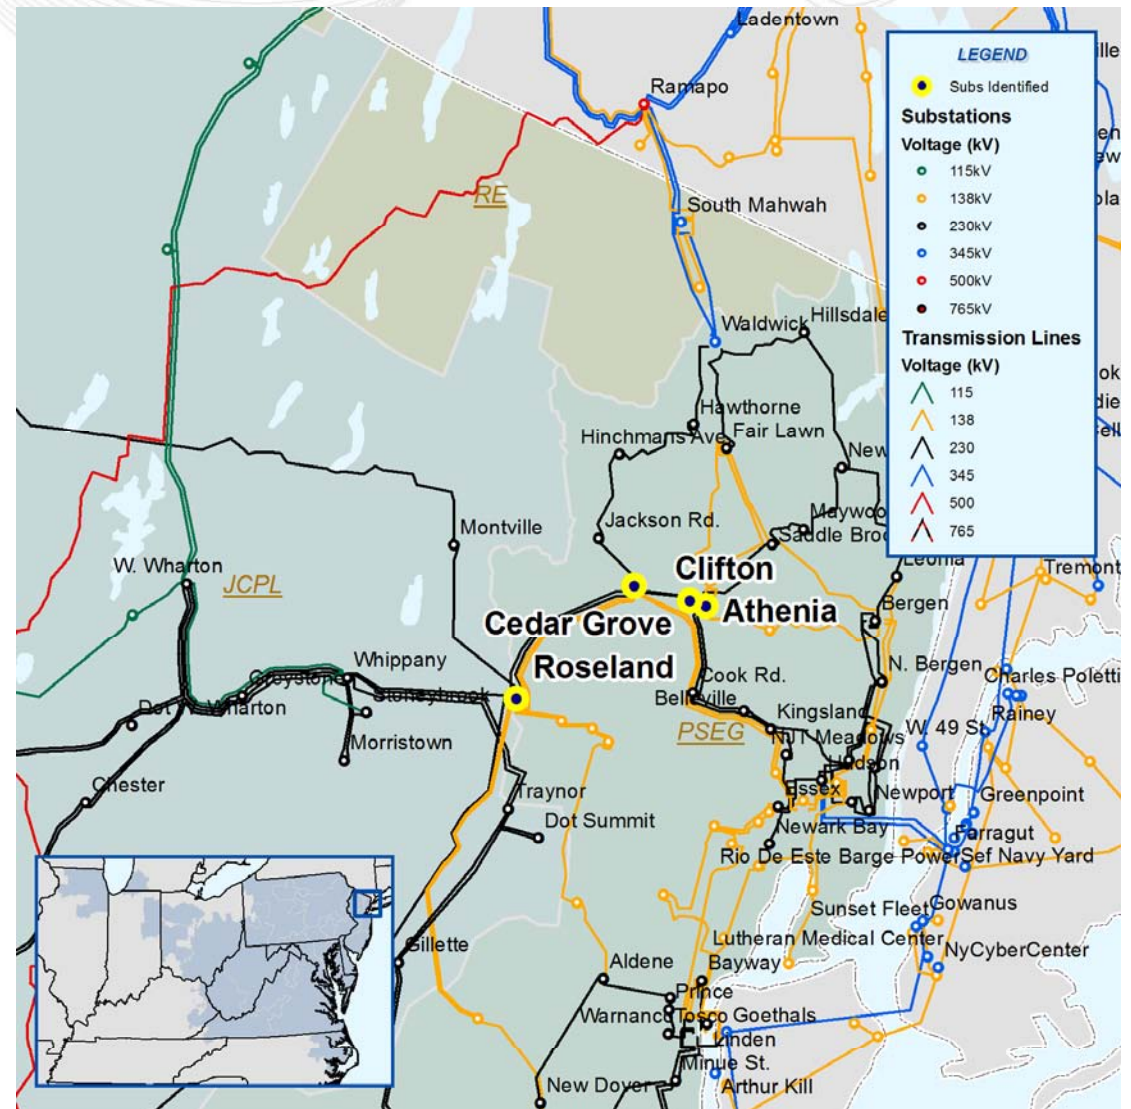 Ladentown
LEGEND
Subs Identified
Substations
Voltage (kV)
115kV
138kV
230kV
345kV
500kV
765kV
Transmission Lines
Voltage (kV)
115
138
230
345
500
765
Ramapo
RE
South Mahwah
Waldwick
Hillsdale
Hawthorne
Hinchmans Ave
Fair Lawn
New
Montville
Jackson Rd.
Maywoo
Saddle Broo
W. Wharton
JCPL
Clifton
Leonia
Tremont
Cedar Grove
Athenia
Bergen
Roseland
Whippany
Cook Rd.
N. Bergen
Charles Poletti
Greystone
Stoneybrook
Belleville
Kingsland
Wharton
PSEG
W. 49 St.
Rainey
Morristown
NJT Meadows
Hudson
Chester
Traynor
Essex
Newport
Greenpoint
Dot Summit
Newark Bay
Farragut
Rio De Este Barge Power
Sef Navy Yard
Sunset Fleet
Gowanus
Gillette
Lutheran Medical Center
NyCyberCenter
Aldene
Bayway
Prince
Warnanco
Tosco
Goethals
Linden
Minue St.
New Dover
Arthur Kill